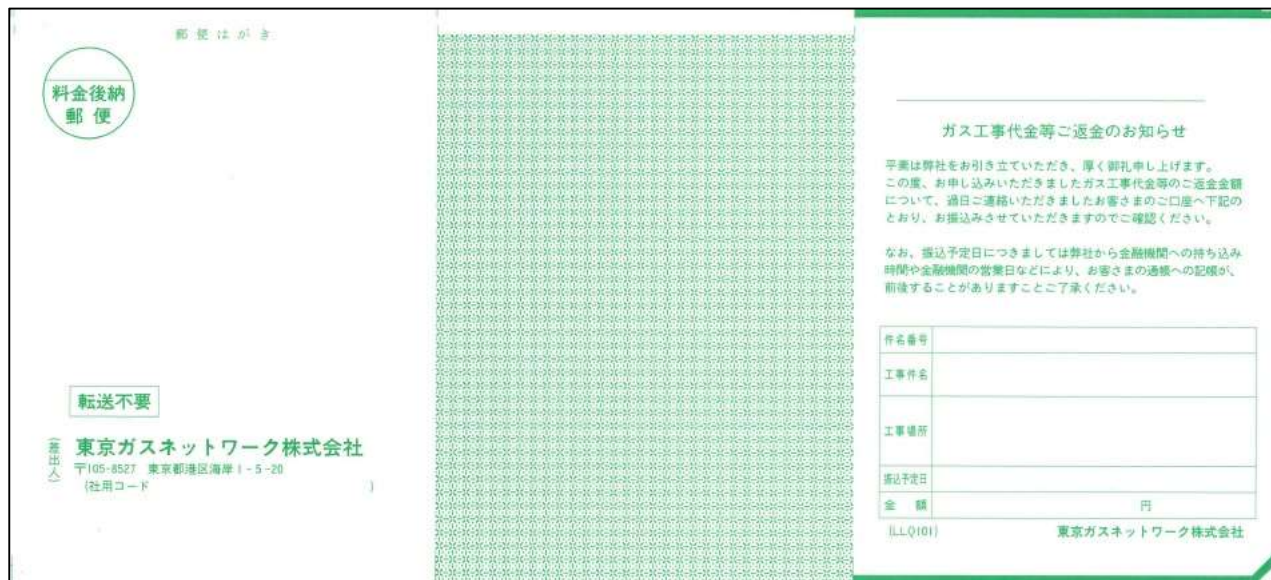 郵便はがき
料金後納
郵便
転送不要
(差出人)
東京ガスネットワーク株式会社
〒105-8527 東京都港区海岸1-5-20
(社用コード )
ガス工事代金等ご返金のお知らせ
平素は弊社をお引き立ていただき、厚く御礼申し上げます。
この度、お申し込みいただきましたガス工事代金等のご返金金額
について、過日ご連絡いただきましたお客さまのご口座へ下記の
とおり、お振込みさせていただきますのでご確認ください。
なお、振込予定日につきましては弊社から金融機関への持ち込み
時間や金融機関の営業日などにより、お客さまの通帳への記帳が、
前後することがありますことご了承ください。
件名番号
工事件名
工事場所
振込予定日
金額 円
(LLQ101) 東京ガスネットワーク株式会社